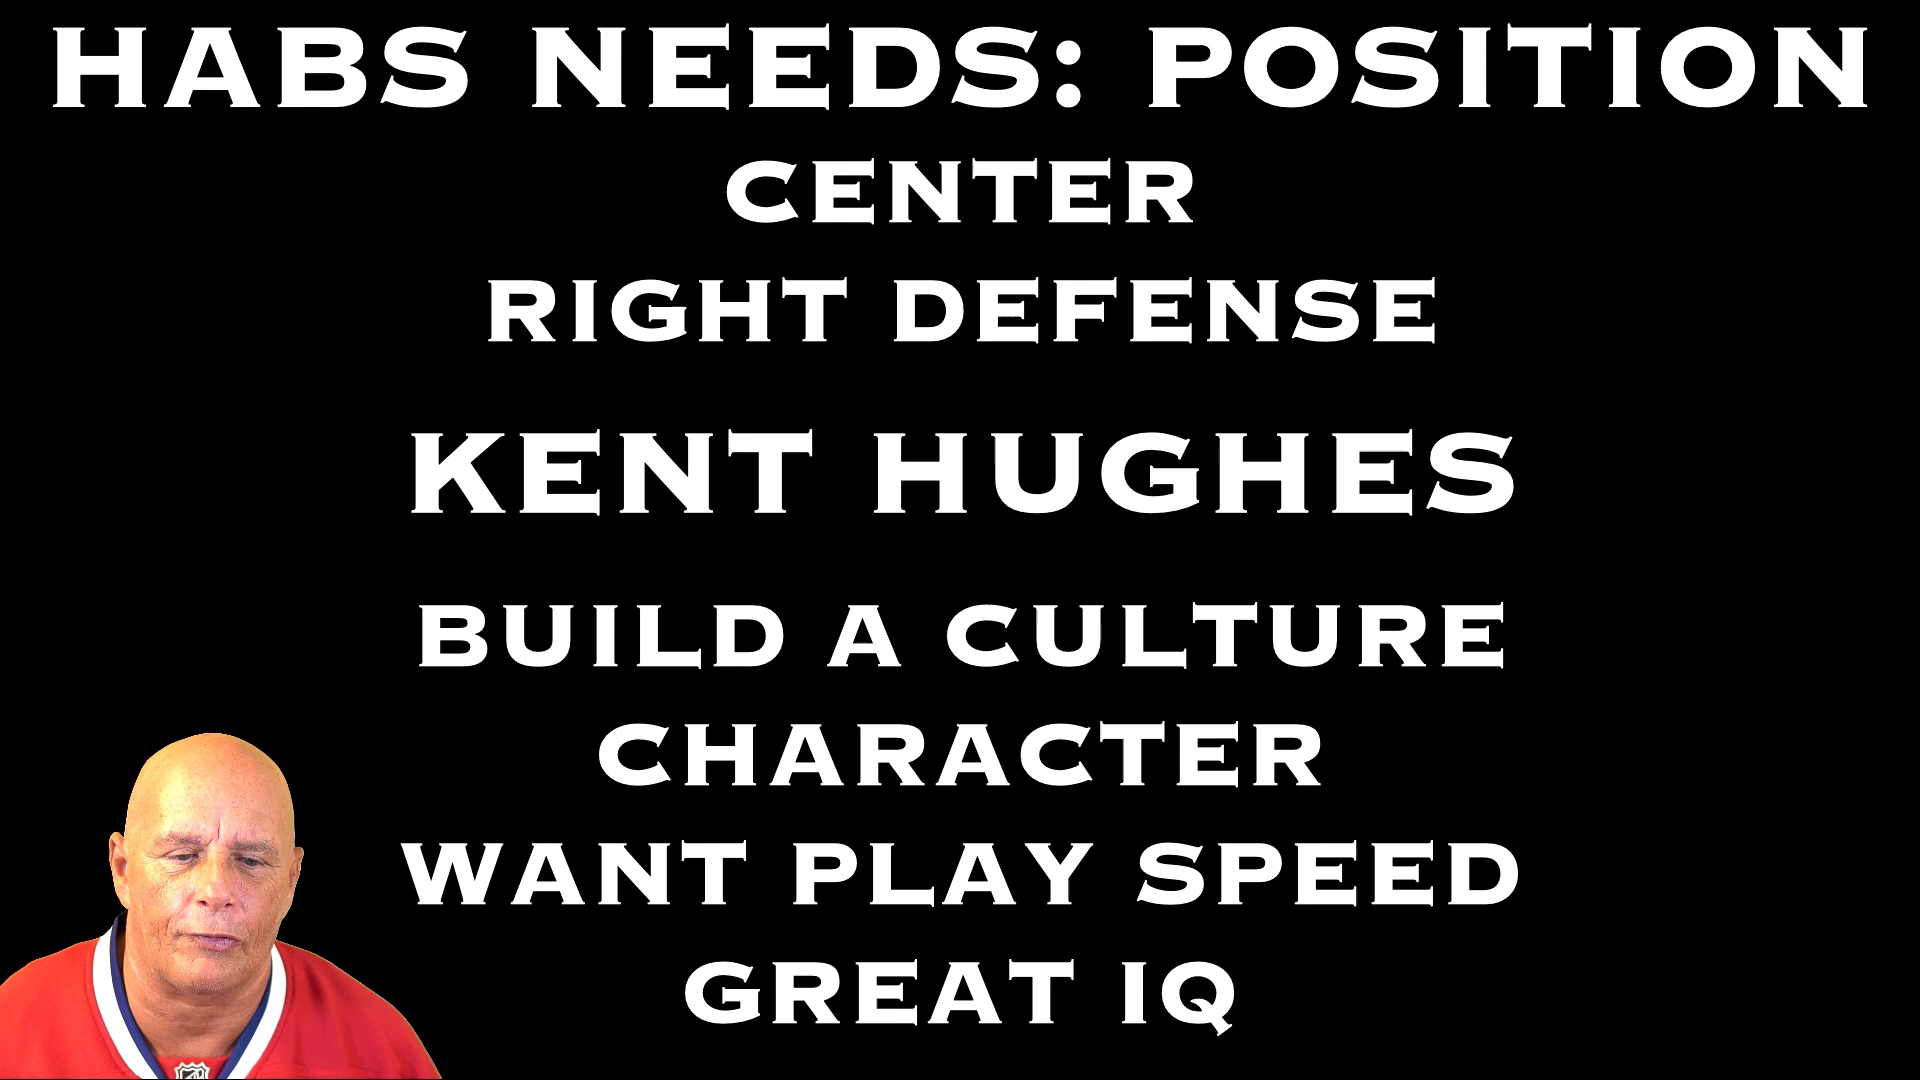 HABS NEEDS: POSITION
CENTER
RIGHT DEFENSE
KENT HUGHES
BUILD A CULTURE
CHARACTER
WANT PLAY SPEED
GREAT IQ